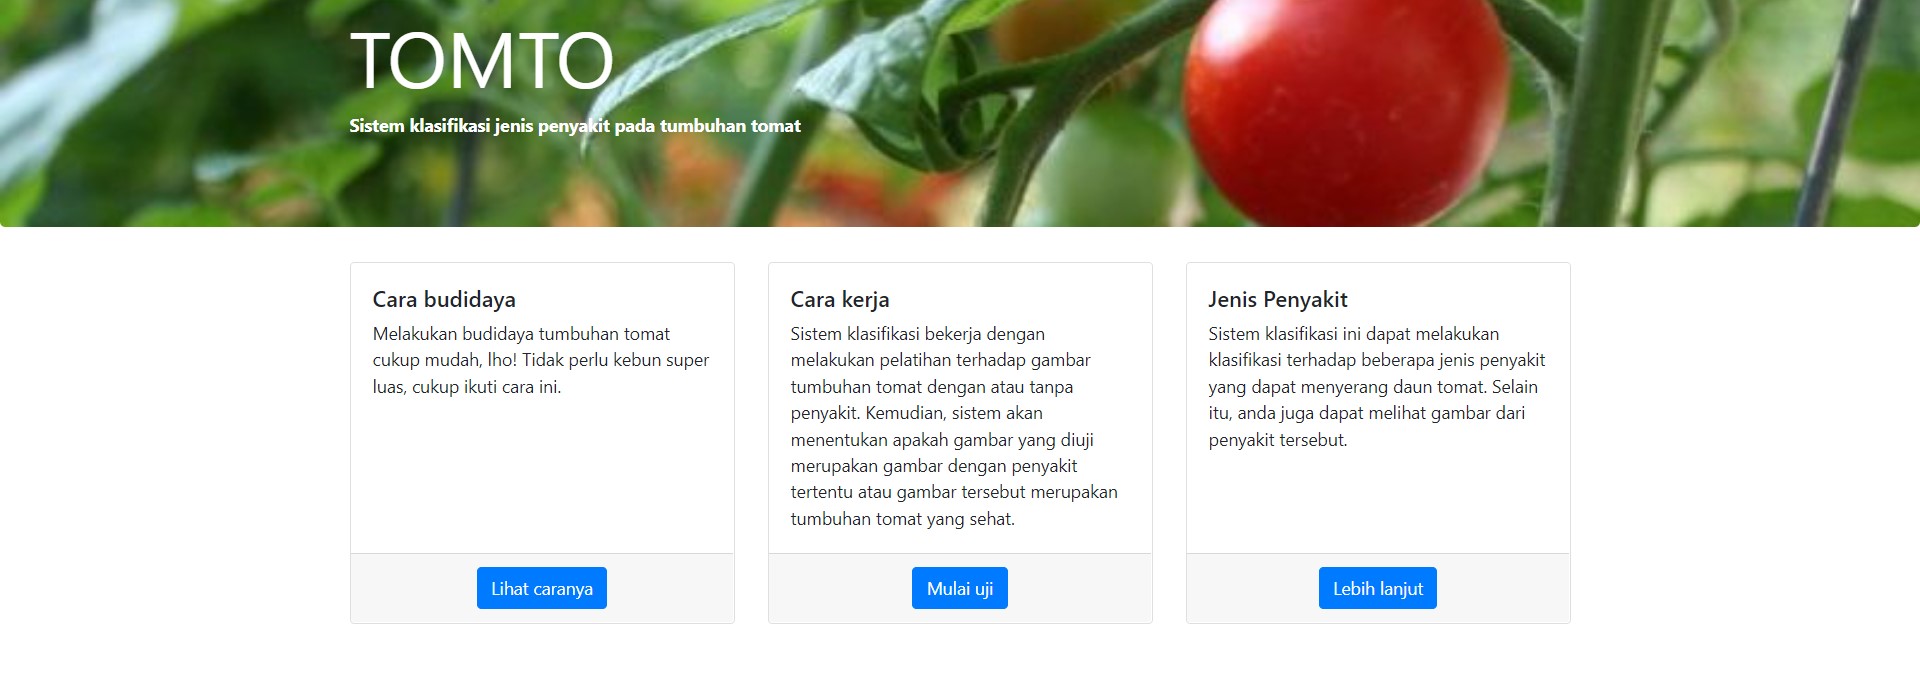 TOMTO
Sistem klasifikasi jenis penyakit pada tumbuhan tomat
Cara budidaya
Melakukan budidaya tumbuhan tomat
cukup mudah, lho! Tidak perlu kebun super
luas, cukup ikuti cara ini.
Lihat caranya
Cara kerja
Sistem klasifikasi bekerja dengan
melakukan pelatihan terhadap gambar
tumbuhan tomat dengan atau tanpa
penyakit. Kemudian, sistem akan
menentukan apakah gambar yang diuji
merupakan gambar dengan penyakit
tertentu atau gambar tersebut merupakan
tumbuhan tomat yang sehat.
Mulai uji
Jenis Penyakit
Sistem klasifikasi ini dapat melakukan
klasifikasi terhadap beberapa jenis penyakit
yang dapat menyerang daun tomat. Selain
itu, anda juga dapat melihat gambar dari
penyakit tersebut.
Lebih lanjut